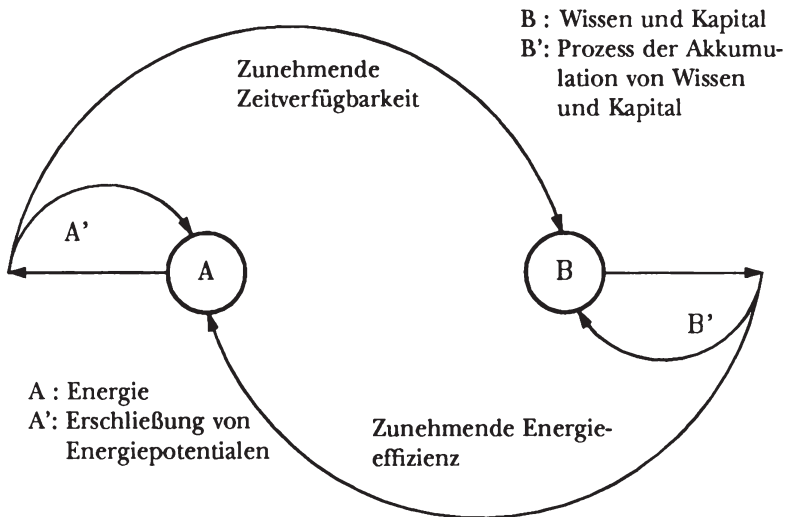 B : Wissen und Kapital
B': Prozess der Akkumu-
lation von Wissen
und Kapital
Zunehmende
Zeitverfügbarkeit
A'
A
B
B'
A : Energie
A': Erschließung von
Energiepotentialen
Zunehmende Energie-
effizienz